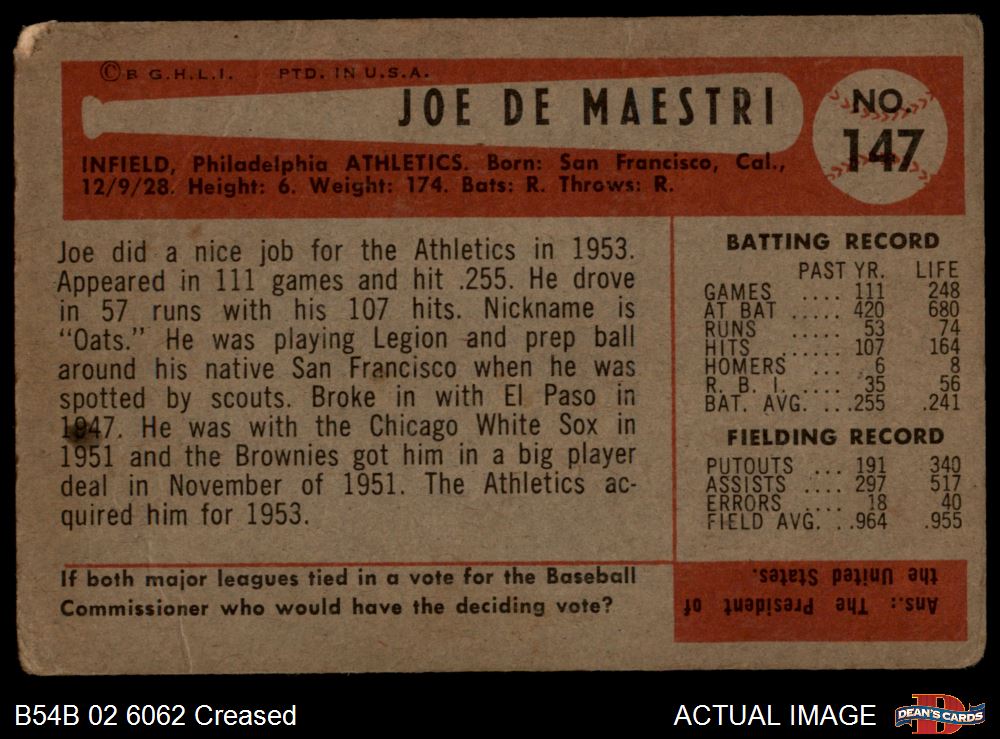 © B G.H.L.I. PTD. IN U.S.A.
JOE DE MAESTRI
NO.
147
INFIELD, Philadelphia ATHLETICS. Born: San Francisco, Cal.,
12/9/28. Height: 6. Weight: 174. Bats: R. Throws: R.
Joe did a nice job for the Athletics in 1953.
Appeared in 111 games and hit .255. He drove
in 57 runs with his 107 hits. Nickname is
“Oats.” He was playing Legion and prep ball
around his native San Francisco when he was
spotted by scouts. Broke in with El Paso in
1947. He was with the Chicago White Sox in
1951 and the Brownies got him in a big player
deal in November of 1951. The Athletics ac-
quired him for 1953.
BATTING RECORD
PAST YR. LIFE
GAMES .... 111 248
AT BAT ..... 420 680
RUNS ..... 53 74
HITS ...... 107 164
HOMERS ... 6 8
R. B. I. .... 35 56
BAT. AVG. ...255 .241
FIELDING RECORD
PUTOUTS ... 191 340
ASSISTS .... 297 517
ERRORS .... 18 40
FIELD AVG. ..964 .955
If both major leagues tied in a vote for the Baseball
Commissioner who would have the deciding vote?
Ans.: The President of
the United States.
B54B 02 6062 Creased
ACTUAL IMAGE
DEAN'S CARDS